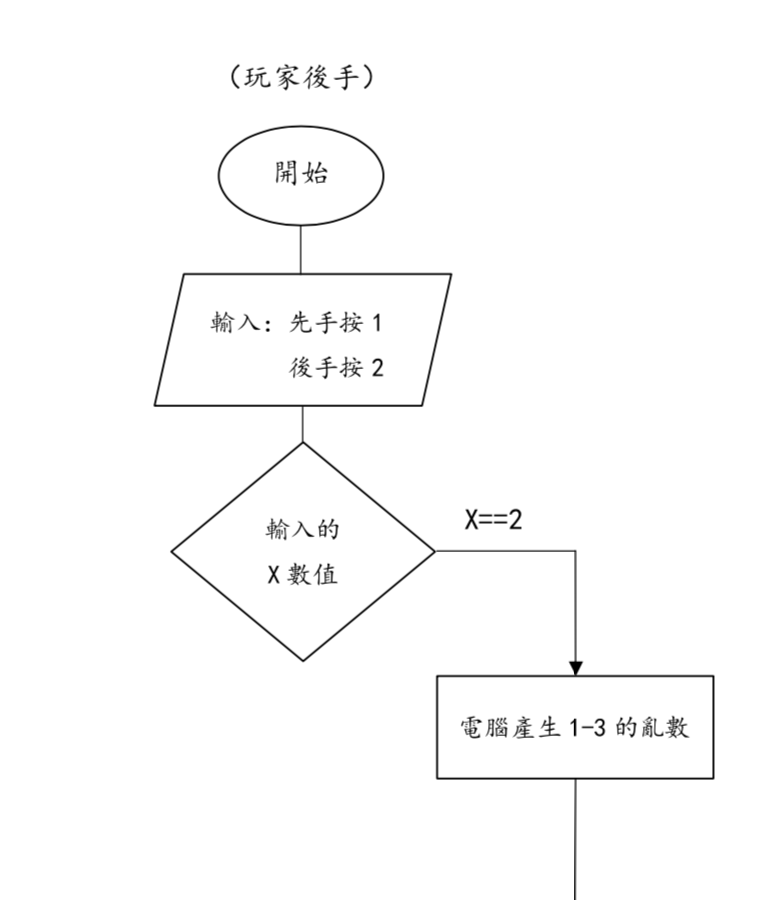 （玩家後手）
開始
輸入：先手按1
後手按2
輸入的
X數值
X==2
電腦產生1-3的亂數